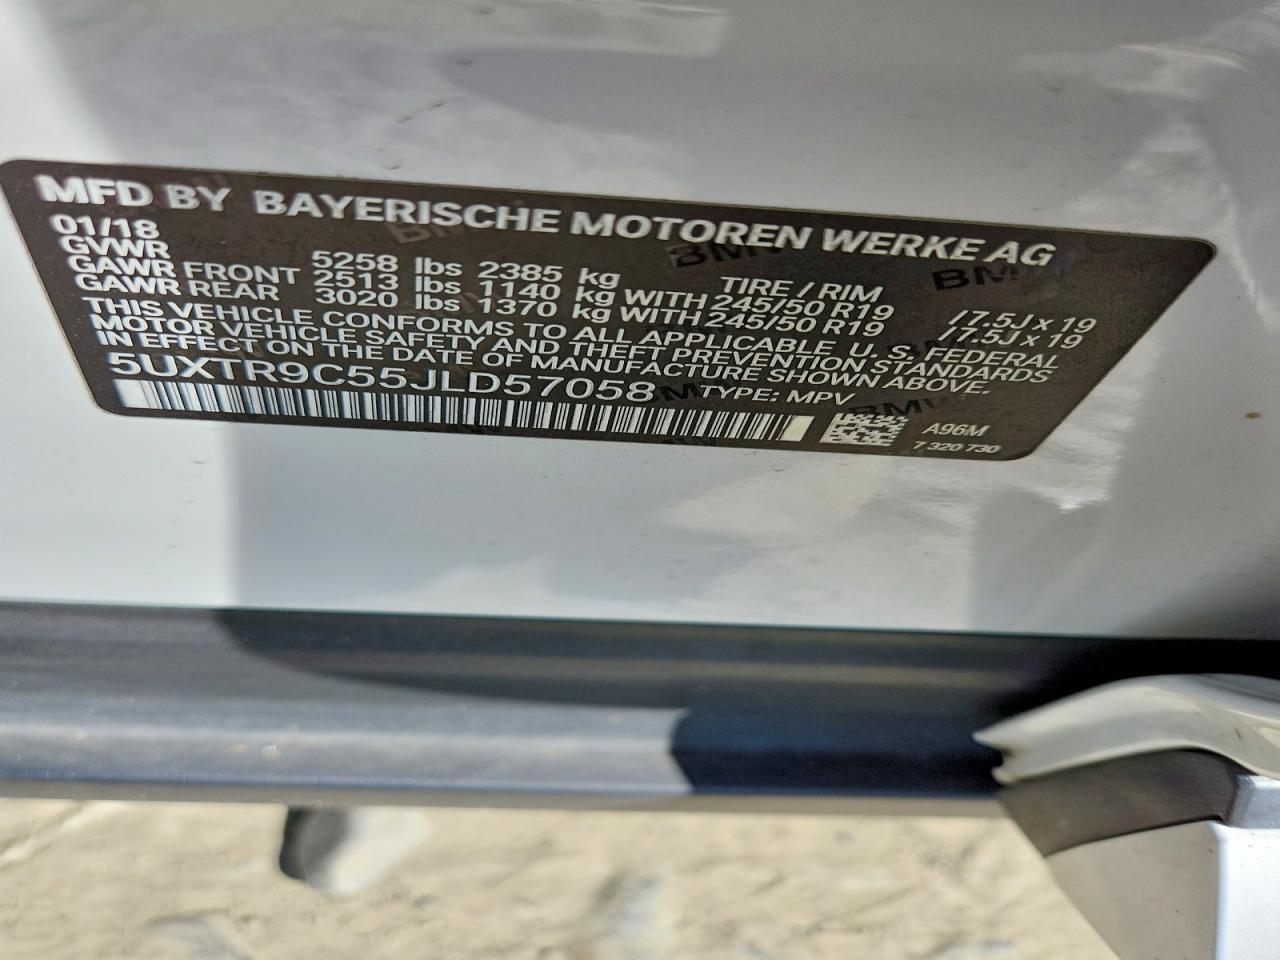 MFD BY BAYERISCHE MOTOREN WERKE AG
01/18
GVWR 5258 lbs 2385 kg TIRE / RIM
GAWR FRONT 2513 lbs 1140 kg WITH 245/50 R19 /7.5J x 19
GAWR REAR 3020 lbs 1370 kg WITH 245/50 R19 /7.5J x 19
THIS VEHICLE CONFORMS TO ALL APPLICABLE U. S. FEDERAL
MOTOR VEHICLE SAFETY AND THEFT PREVENTION STANDARDS
IN EFFECT ON THE DATE OF MANUFACTURE SHOWN ABOVE.
5UXTR9C55JLD57058 TYPE: MPV
A96M
7 320 730